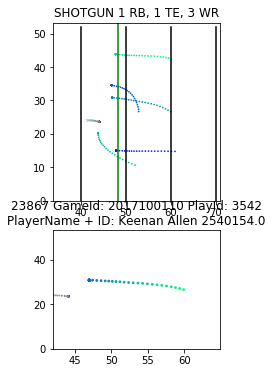 SHOTGUN 1 RB, 1 TE, 3 WR
50
40
30
20
10
0
40 50 60 70
23867 GameId: 2017100110 PlayId: 3542
PlayerName + ID: Keenan Allen 2540154.0
40
20
0
45 50 55 60